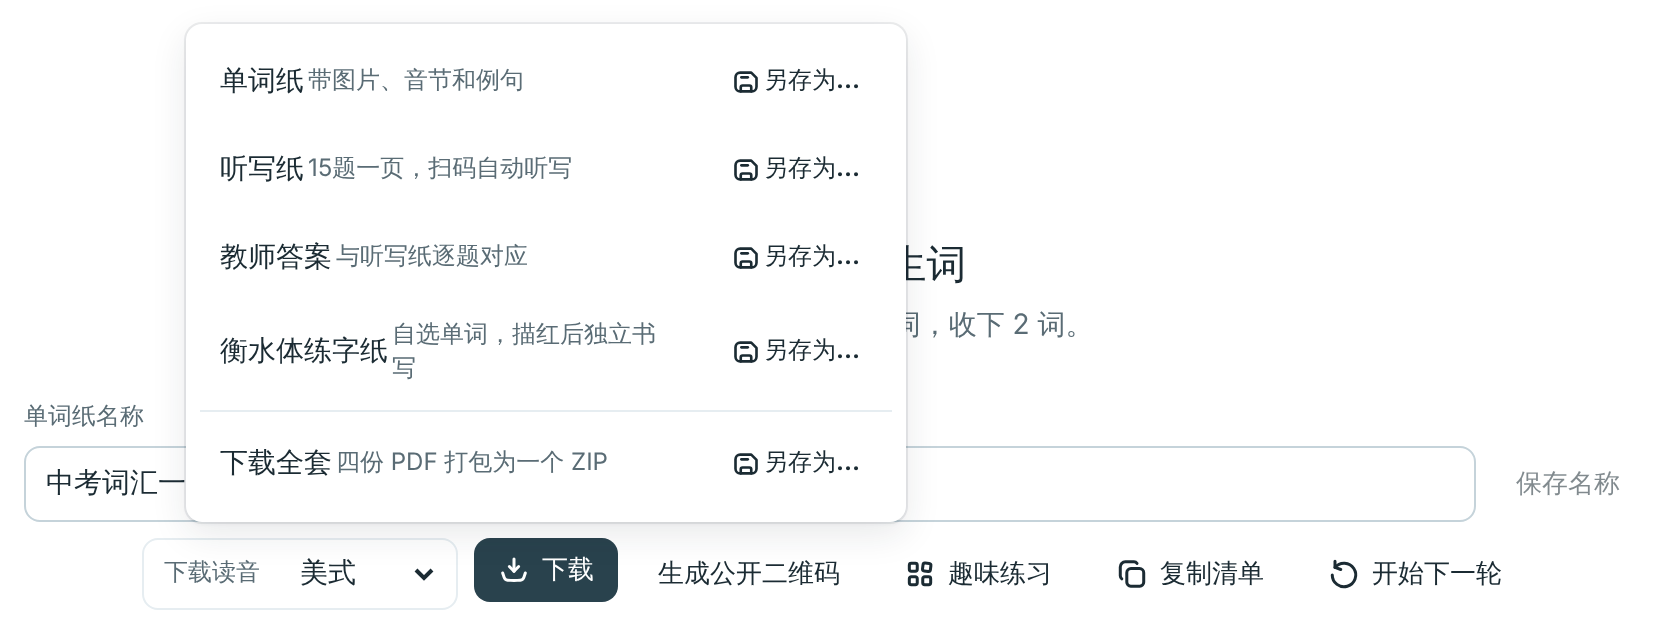 单词纸 带图片、音节和例句 另存为...
听写纸 15题一页，扫码自动听写 另存为...
教师答案 与听写纸逐题对应 另存为...
衡水体练字纸 自选单词，描红后独立书写 另存为...
下载全套 四份 PDF 打包为一个 ZIP 另存为...
生词
词，收下 2 词。
单词纸名称
中考词汇一
保存名称
下载读音 美式 下载 生成公开二维码 趣味练习 复制清单 开始下一轮